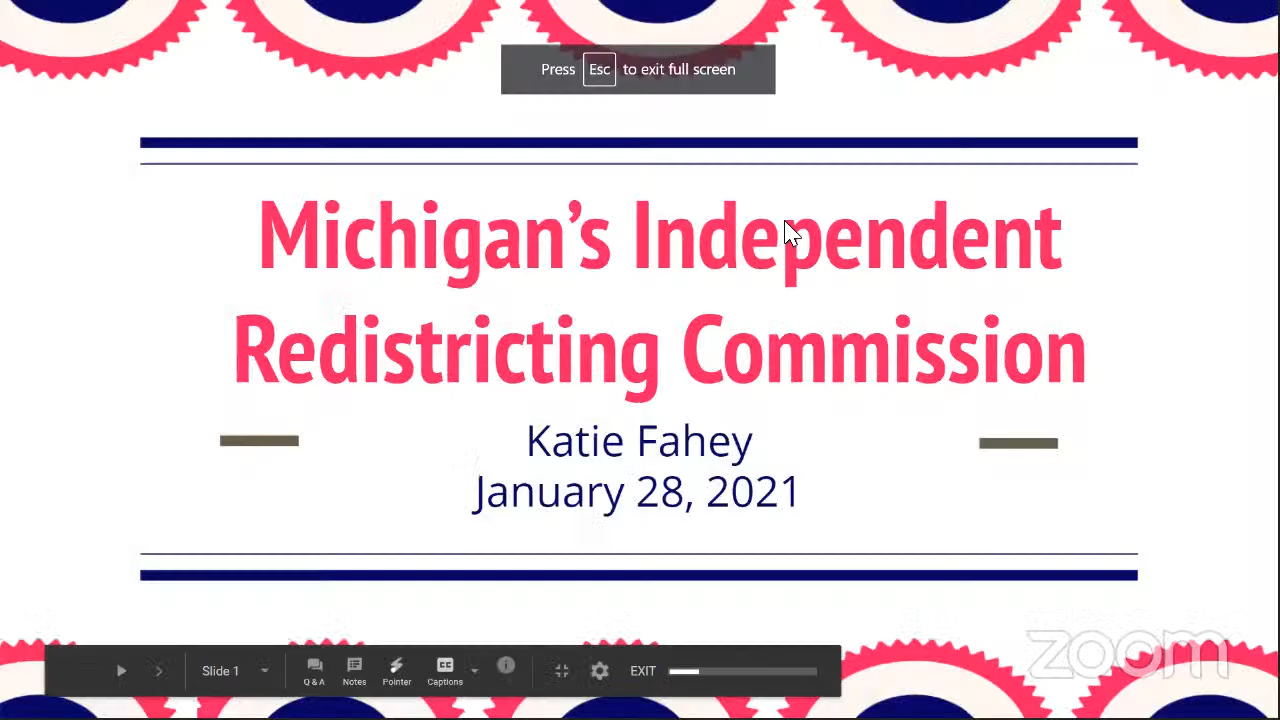 Press Esc to exit full screen
Michigan’s Independent
Redistricting Commission
Katie Fahey
January 28, 2021
zoom
Slide 1
Q & A
Notes
Pointer
CC
Captions
EXIT